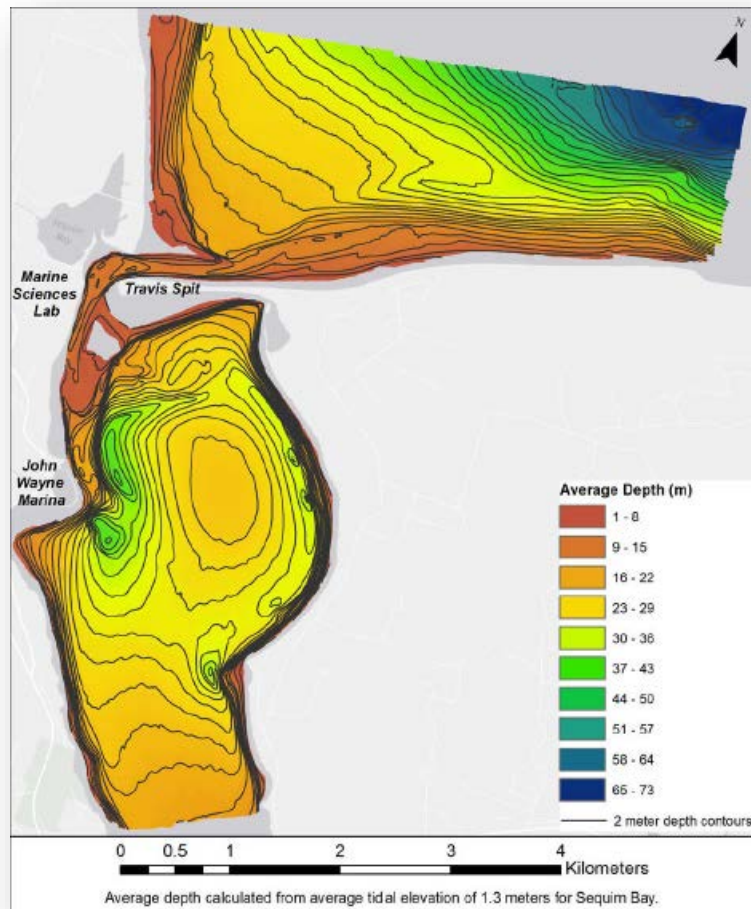 N
Marine
Sciences
Lab
Travis Spit
John
Wayne
Marina
Average Depth (m)
1 - 8
9 - 15
16 - 22
23 - 29
30 - 36
37 - 43
44 - 50
51 - 57
58 - 64
65 - 73
2 meter depth contours
0 0.5 1 2 3 4
Kilometers
Average depth calculated from average tidal elevation of 1.3 meters for Sequim Bay.